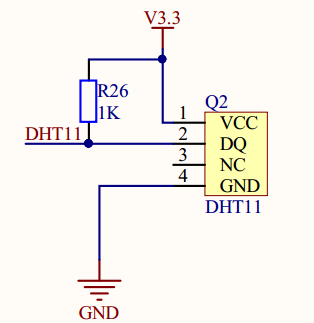 V3.3
R26
1K
DHT11
Q2
1 VCC
2 DQ
3 NC
4 GND
DHT11
GND